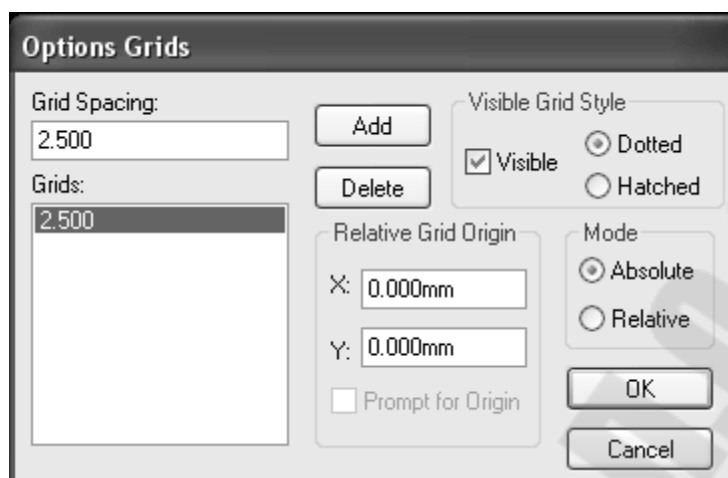 Options Grids
Grid Spacing:
2.500
Add
Delete
Grids:
2.500
Visible Grid Style
Visible
Dotted
Hatched
Relative Grid Origin
X: 0.000mm
Y: 0.000mm
Prompt for Origin
Mode
Absolute
Relative
OK
Cancel